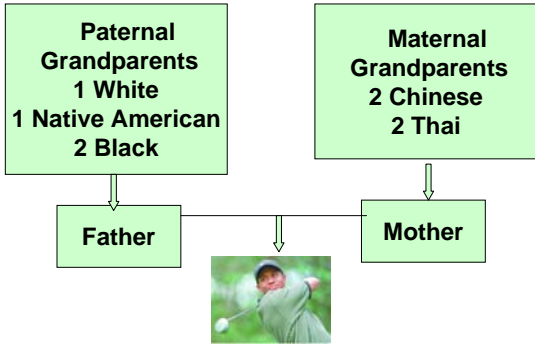 Paternal
Grandparents
1 White
1 Native American
2 Black
Maternal
Grandparents
2 Chinese
2 Thai
Father
Mother